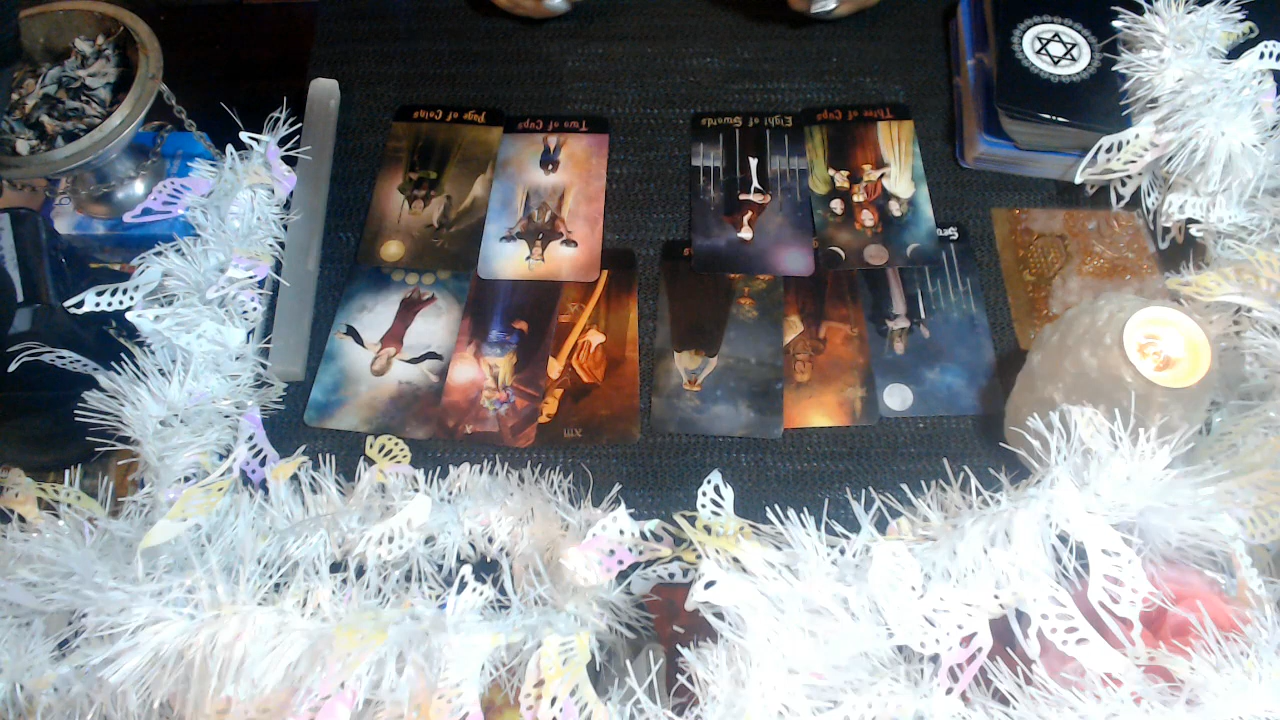 Page of Coins
Two of Cups
Eight of Swords
Three of Cups
X
XIII